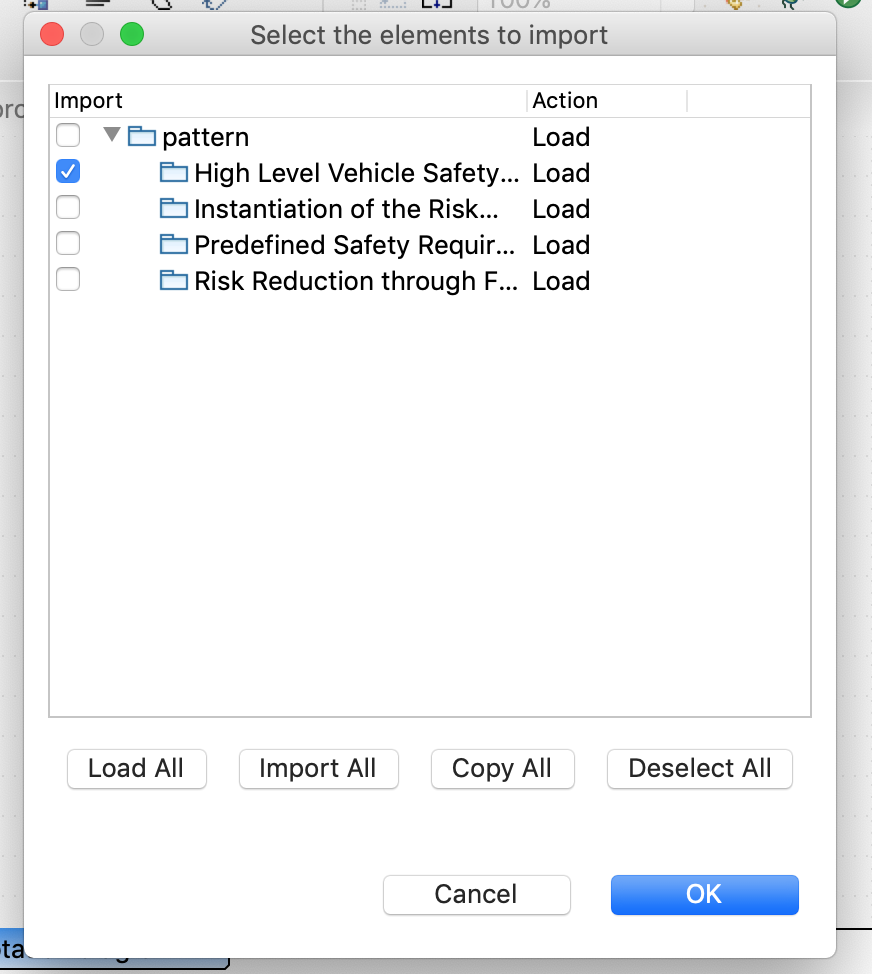 100%
Select the elements to import
Import Action
pattern Load
High Level Vehicle Safety... Load
Instantiation of the Risk... Load
Predefined Safety Requir... Load
Risk Reduction through F... Load
Load All Import All Copy All Deselect All
Cancel OK